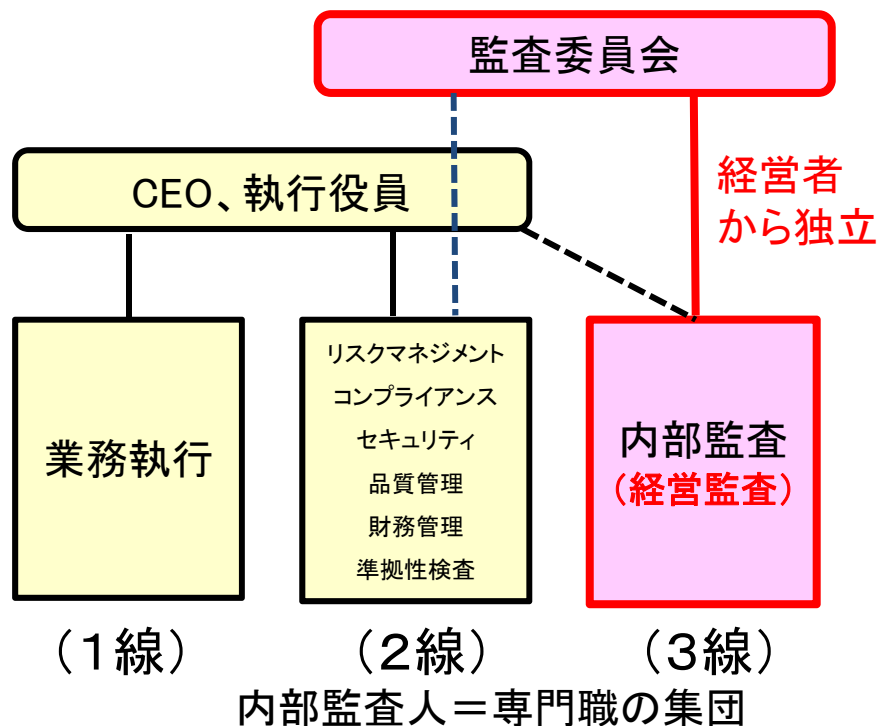 監査委員会
CEO、執行役員
経営者
から独立
業務執行
リスクマネジメント
コンプライアンス
セキュリティ
品質管理
財務管理
準拠性検査
内部監査
（経営監査）
（１線）
（２線）
（３線）
内部監査人＝専門職の集団